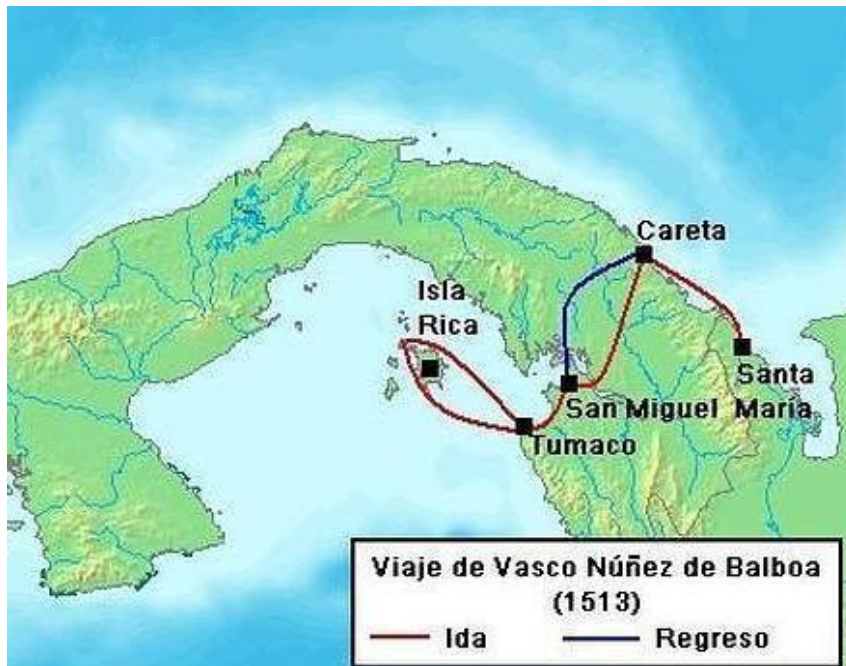 Careta
Isla
Rica
Santa
María
San Miguel
Tumaco
Viaje de Vasco Núñez de Balboa
(1513)
Ida
Regreso